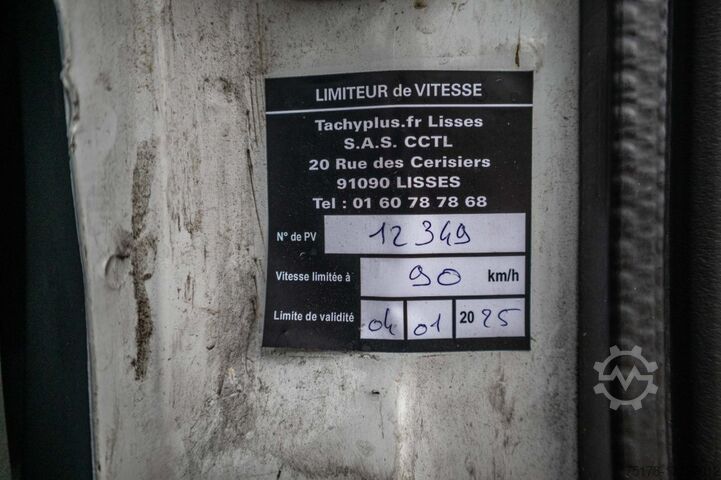 LIMITEUR de VITESSE
Tachyplus.fr Lisses
S.A.S. CCTL
20 Rue des Cerisiers
91090 LISSES
Tel : 01 60 78 78 68
N° de PV 12349
Vitesse limitée à 90 km/h
Limite de validité 04 01 2025